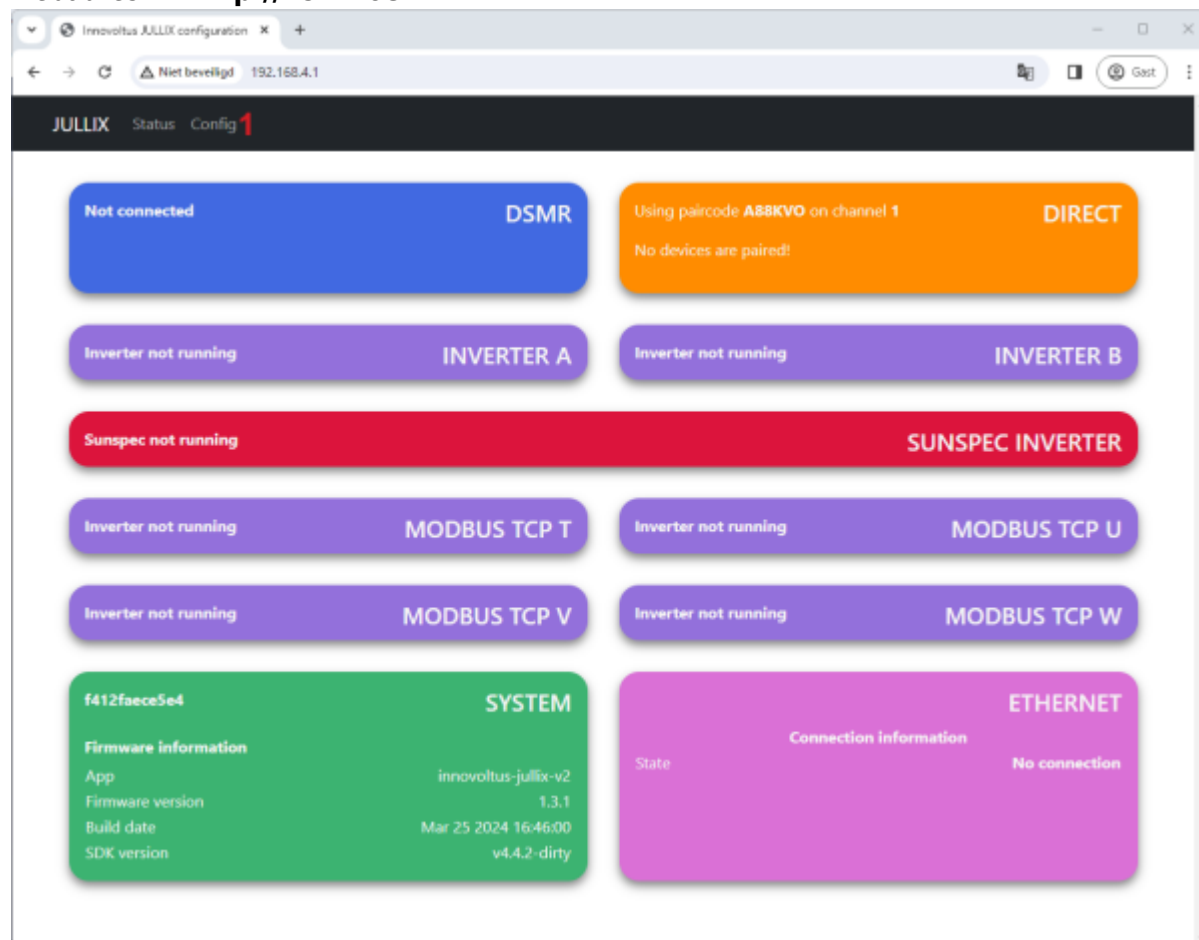 Innovoltus JULLIX configuration
Niet beveiligd 192.168.4.1 Gast
JULLIX Status Config 1
Not connected DSMR
Using paircode A88KVO on channel 1 DIRECT
No devices are paired!
Inverter not running INVERTER A
Inverter not running INVERTER B
Sunspec not running SUNSPEC INVERTER
Inverter not running MODBUS TCP T
Inverter not running MODBUS TCP U
Inverter not running MODBUS TCP V
Inverter not running MODBUS TCP W
f412faece5e4 SYSTEM
Firmware information
App innovoltus-jullix-v2
Firmware version 1.3.1
Build date Mar 25 2024 16:46:00
SDK version v4.4.2-dirty
ETHERNET
Connection information
State No connection